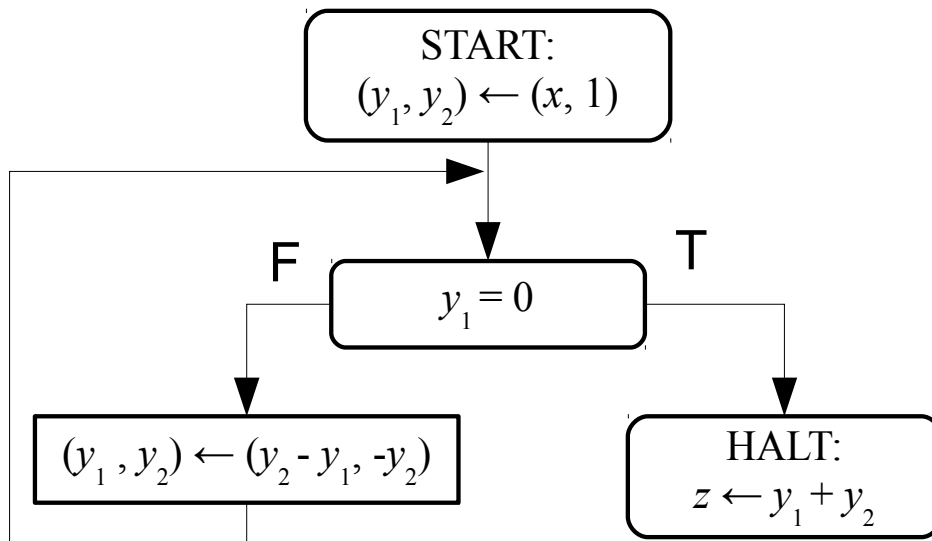 START:
(y₁, y₂) ← (x, 1)
F
T
y₁ = 0
(y₁ , y₂) ← (y₂ - y₁, -y₂)
HALT:
z ← y₁ + y₂